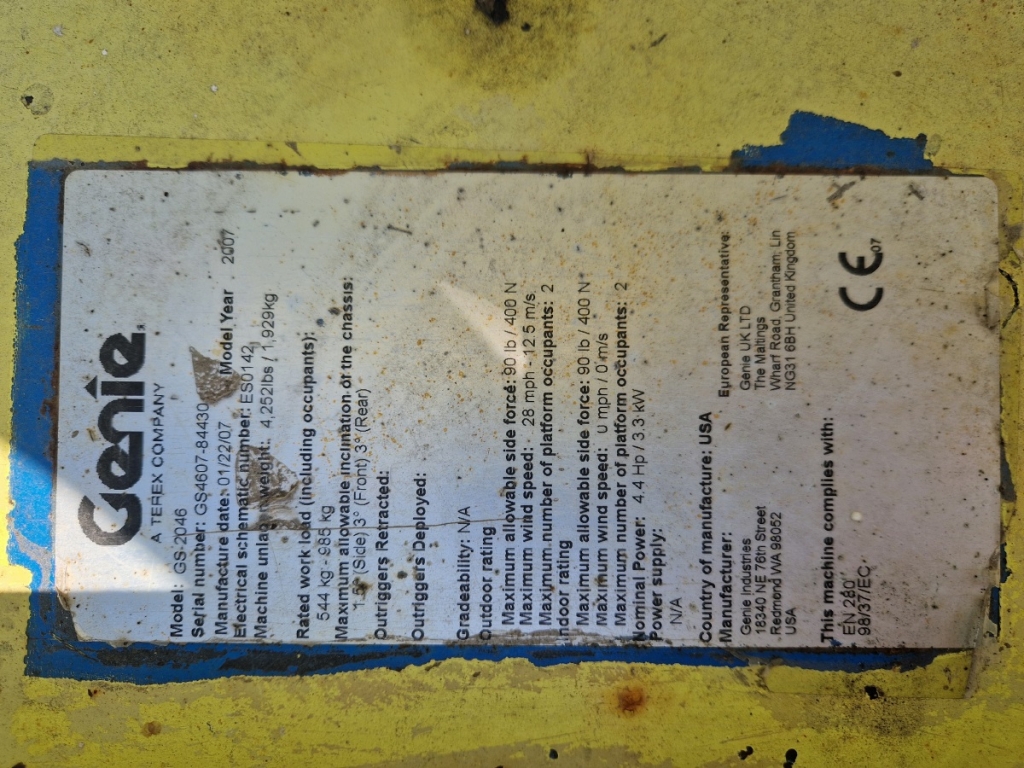 Genie
A TEREX COMPANY
Model: GS-2046
Serial number: GS4607-84430
Manufacture date: 01/22/07 Model Year 2007
Electrical schematic number: ES0142
Machine unladen weight: 4,252lbs / 1,929kg
Rated work load (including occupants):
544 kg - 985 kg
Maximum allowable inclination of the chassis:
1.5° (Side) 3° (Front) 3° (Rear)
Outriggers Retracted:
Outriggers Deployed:
Gradeability: N/A
Outdoor rating
Maximum allowable side force: 90 lb / 400 N
Maximum wind speed: 28 mph - 12.5 m/s
Maximum number of platform occupants: 2
Indoor rating
Maximum allowable side force: 90 lb / 400 N
Maximum wind speed: 0 mph / 0 m/s
Maximum number of platform occupants: 2
Nominal Power: 4.4 Hp / 3.3 kW
Power supply:
N/A
Country of manufacture: USA
Manufacturer:
Genie Industries
18340 NE 76th Street
Redmond WA 98052
USA
European Representative:
Genie UK LTD
The Maltings
Wharf Road, Grantham, Lin
NG31 6BH United Kingdom
This machine complies with:
EN 280
98/37/EC
CE 07